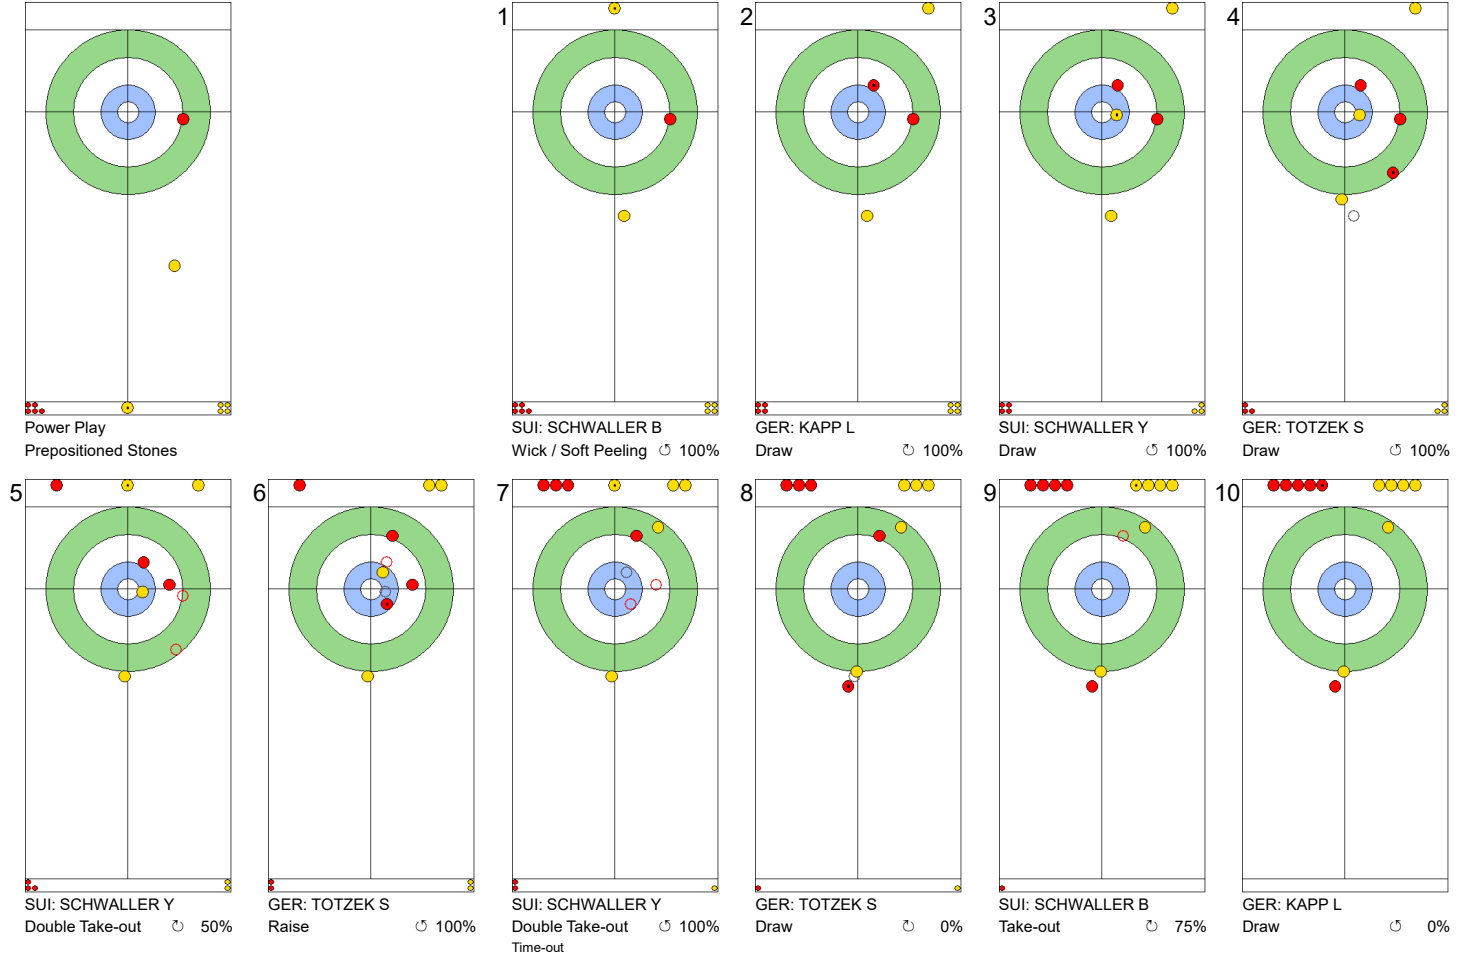 1
2
3
4
Power Play
Prepositioned Stones
SUI: SCHWALLER B
Wick / Soft Peeling ↺ 100%
GER: KAPP L
Draw ↻ 100%
SUI: SCHWALLER Y
Draw ↺ 100%
GER: TOTZEK S
Draw ↺ 100%
5
6
7
8
9
10
SUI: SCHWALLER Y
Double Take-out ↻ 50%
GER: TOTZEK S
Raise ↺ 100%
SUI: SCHWALLER Y
Double Take-out ↺ 100%
Time-out
GER: TOTZEK S
Draw ↻ 0%
SUI: SCHWALLER B
Take-out ↻ 75%
GER: KAPP L
Draw ↺ 0%